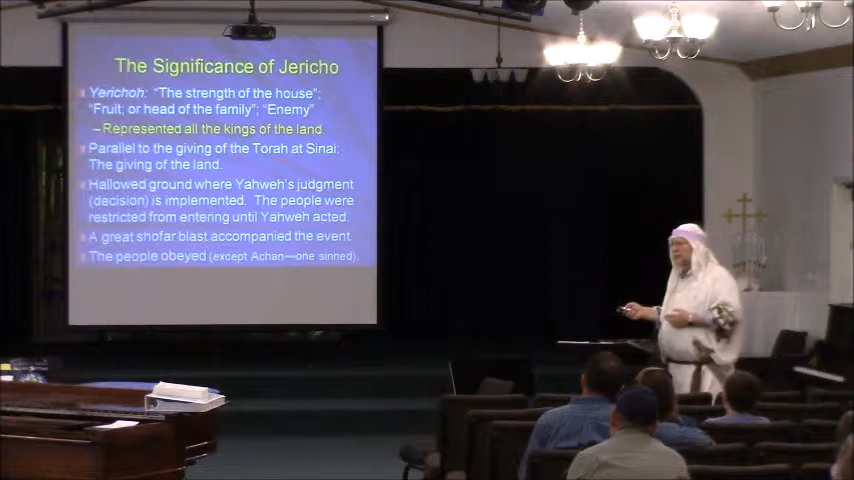 The Significance of Jericho
Yerichoh: "The strength of the house";
"Fruit; or head of the family"; "Enemy"
–Represented all the kings of the land.
Parallel to the giving of the Torah at Sinai:
The giving of the land.
Hallowed ground where Yahweh's judgment
(decision) is implemented. The people were
restricted from entering until Yahweh acted.
A great shofar blast accompanied the event.
The people obeyed (except Achan—one sinned).